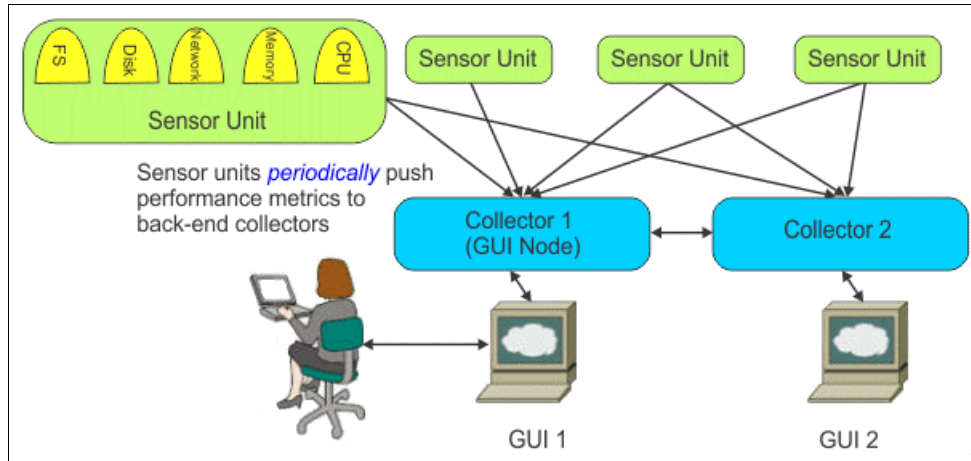 FS
Disk
Network
Memory
CPU
Sensor Unit
Sensor Unit
Sensor Unit
Sensor Unit
Sensor units periodically push
performance metrics to
back-end collectors
Collector 1
(GUI Node)
Collector 2
GUI 1
GUI 2